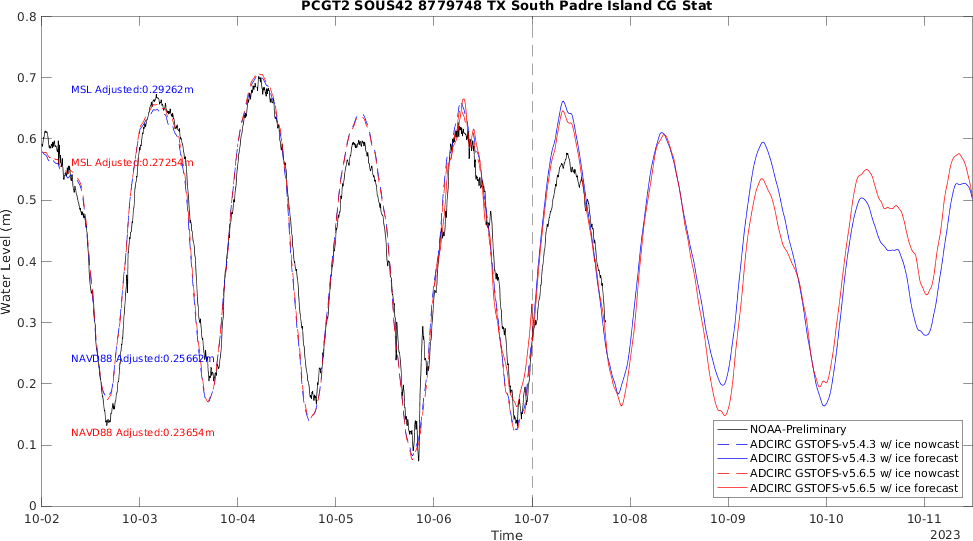 PCGT2 SOUS42 8779748 TX South Padre Island CG Stat
Water Level (m)
0.8
0.7
0.6
0.5
0.4
0.3
0.2
0.1
0
MSL Adjusted:0.29262m
MSL Adjusted:0.27254m
NAVD88 Adjusted:0.25662m
NAVD88 Adjusted:0.23654m
NOAA-Preliminary
ADCIRC GSTOFS-v5.4.3 w/ ice nowcast
ADCIRC GSTOFS-v5.4.3 w/ ice forecast
ADCIRC GSTOFS-v5.6.5 w/ ice nowcast
ADCIRC GSTOFS-v5.6.5 w/ ice forecast
10-02 10-03 10-04 10-05 10-06 10-07 10-08 10-09 10-10 10-11
Time
2023